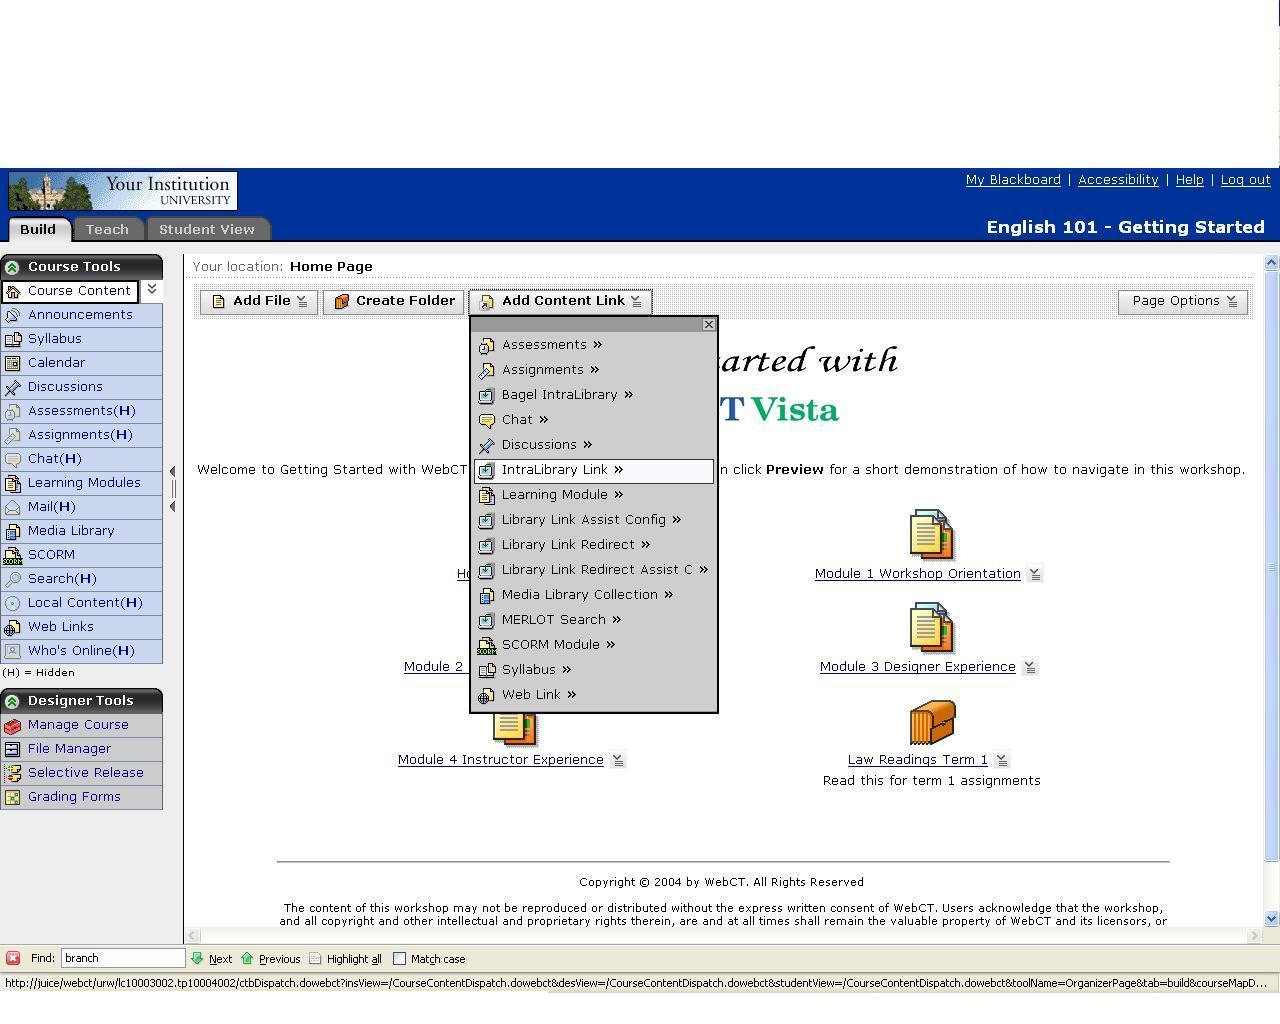 Your Institution
UNIVERSITY
My Blackboard | Accessibility | Help | Log out
Build
Teach
Student View
English 101 - Getting Started
Course Tools
Course Content
Announcements
Syllabus
Calendar
Discussions
Assessments(H)
Assignments(H)
Chat(H)
Learning Modules
Mail(H)
Media Library
SCORM
Search(H)
Local Content(H)
Web Links
Who's Online(H)
(H) = Hidden
Designer Tools
Manage Course
File Manager
Selective Release
Grading Forms
Your location: Home Page
Add File
Create Folder
Add Content Link
Page Options
Assessments »
Assignments »
Bagel IntraLibrary »
Chat »
Discussions »
IntraLibrary Link »
Learning Module »
Library Link Assist Config »
Library Link Redirect »
Library Link Redirect Assist C »
Media Library Collection »
MERLOT Search »
SCORM Module »
Syllabus »
Web Link »
arted with
T Vista
Welcome to Getting Started with WebCT
n click Preview for a short demonstration of how to navigate in this workshop.
Module 1 Workshop Orientation
Module 2
Module 3 Designer Experience
Module 4 Instructor Experience
Law Readings Term 1
Read this for term 1 assignments
Copyright © 2004 by WebCT. All Rights Reserved
The content of this workshop may not be reproduced or distributed without the express written consent of WebCT. Users acknowledge that the workshop,
and all copyright and other intellectual and proprietary rights therein, are and at all times shall remain the valuable property of WebCT and its licensors, or
Find: branch Next Previous Highlight all Match case
http://juice/webct/urw/lc10003002.tp10004002/ctbDispatch.dowebct?insView=/CourseContentDispatch.dowebct&desView=/CourseContentDispatch.dowebct&studentView=/CourseContentDispatch.dowebct&toolName=OrganizerPage&tab=build&courseMapD...